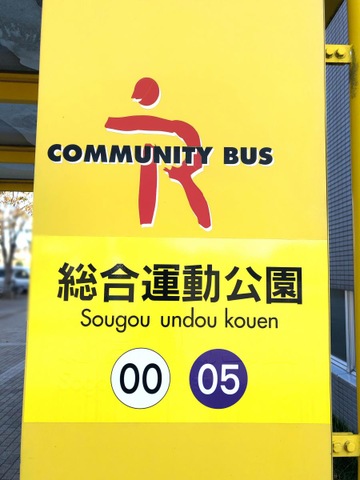 COMMUNITY BUS
総合運動公園
Sougou undou kouen
00 05